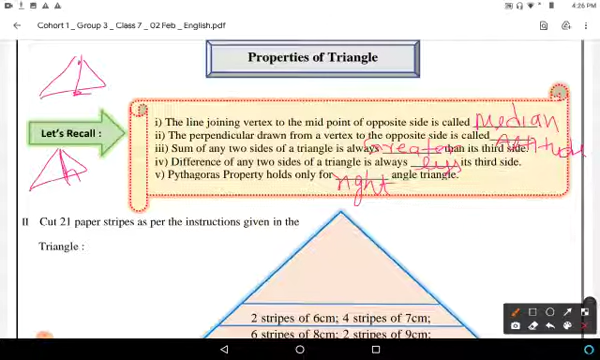 4:26 PM
Cohort 1 _ Group 3 _ Class 7 _ 02 Feb _ English.pdf
Properties of Triangle
Let's Recall :
i) The line joining vertex to the mid point of opposite side is called Median
ii) The perpendicular drawn from a vertex to the opposite side is called Altitude
iii) Sum of any two sides of a triangle is always Greater than its third side.
iv) Difference of any two sides of a triangle is always less its third side.
v) Pythagoras Property holds only for right angle triangle.
II Cut 21 paper stripes as per the instructions given in the
Triangle :
2 stripes of 6cm; 4 stripes of 7cm;
6 stripes of 8cm; 2 stripes of 9cm;